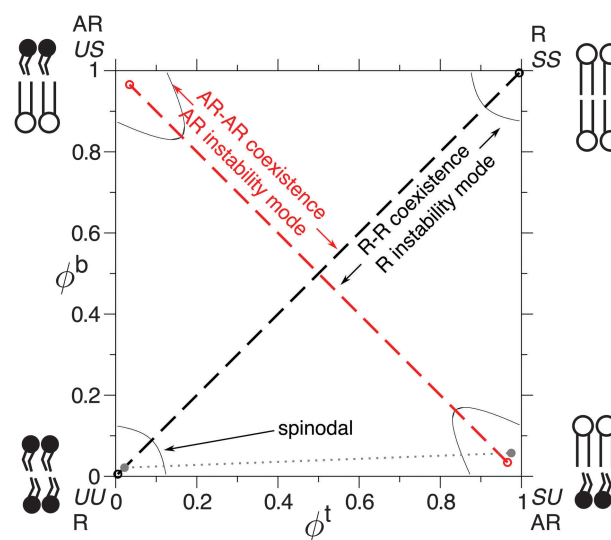 AR
US
R
SS
1
0.8
0.6
0.4
0.2
0
ϕb
AR-AR coexistence
AR instability mode
R-R coexistence
R instability mode
spinodal
UU
R
0
0.2
0.4
0.6
0.8
1
ϕt
SU
AR